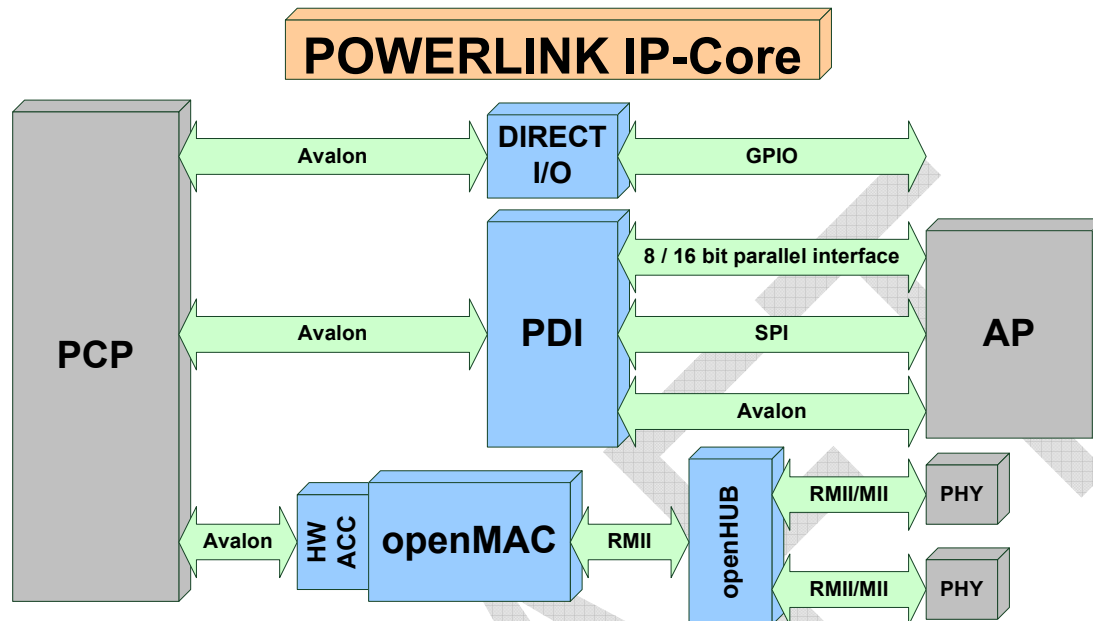 POWERLINK IP-Core
Avalon
DIRECT
I/O
GPIO
8 / 16 bit parallel interface
PCP
Avalon
PDI
SPI
AP
Avalon
Avalon
HW
ACC
openMAC
RMII
openHUB
RMII/MII
PHY
RMII/MII
PHY